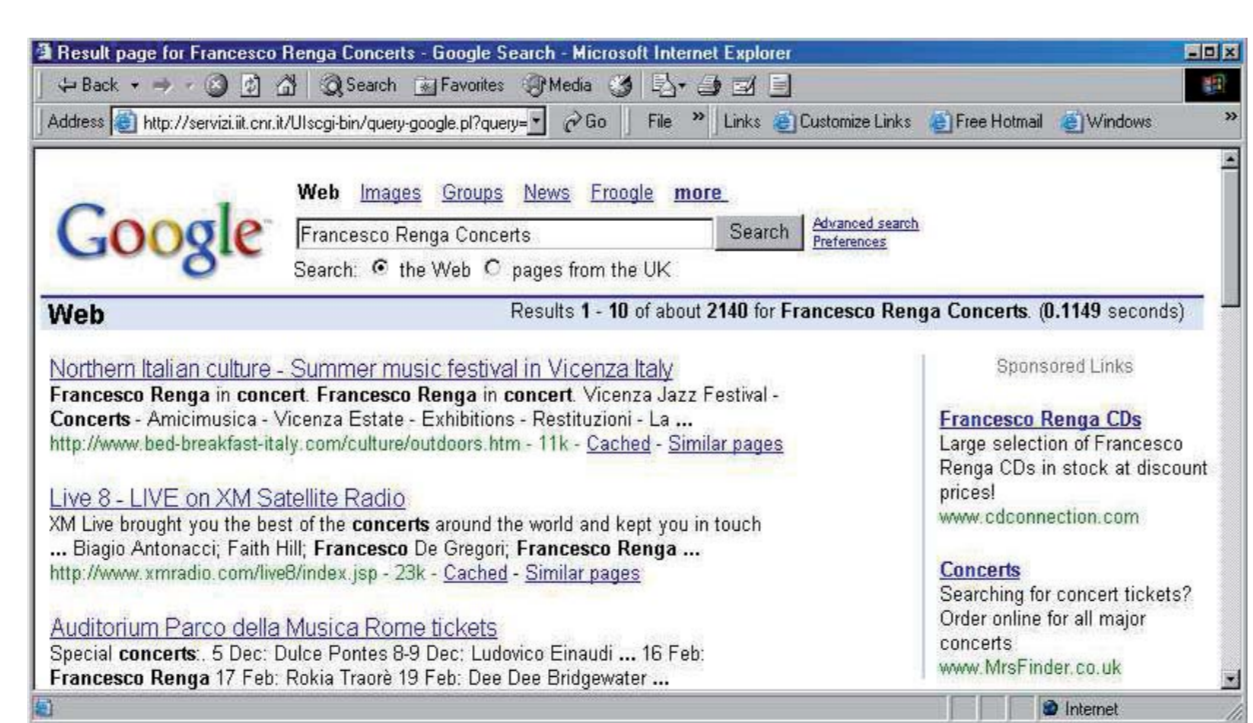 Result page for Francesco Renga Concerts - Google Search - Microsoft Internet Explorer
Back Search Favorites Media
Address http://servizi.iit.cnr.it/UIscgi-bin/query-google.pl?query= Go File » Links Customize Links Free Hotmail Windows »
Google™
Web Images Groups News Froogle more
Francesco Renga Concerts Search Advanced search
Preferences
Search: the Web pages from the UK
Web Results 1 - 10 of about 2140 for Francesco Renga Concerts. (0.1149 seconds)
Northern Italian culture - Summer music festival in Vicenza Italy
Francesco Renga in concert. Francesco Renga in concert. Vicenza Jazz Festival -
Concerts - Amicimusica - Vicenza Estate - Exhibitions - Restituzioni - La ...
http://www.bed-breakfast-italy.com/culture/outdoors.htm - 11k - Cached - Similar pages
Live 8 - LIVE on XM Satellite Radio
XM Live brought you the best of the concerts around the world and kept you in touch
... Biagio Antonacci; Faith Hill; Francesco De Gregori; Francesco Renga ...
http://www.xmradio.com/live8/index.jsp - 23k - Cached - Similar pages
Auditorium Parco della Musica Rome tickets
Special concerts:. 5 Dec: Dulce Pontes 8-9 Dec: Ludovico Einaudi ... 16 Feb:
Francesco Renga 17 Feb: Rokia Traorè 19 Feb: Dee Dee Bridgewater ...
Sponsored Links
Francesco Renga CDs
Large selection of Francesco
Renga CDs in stock at discount
prices!
www.cdconnection.com
Concerts
Searching for concert tickets?
Order online for all major
concerts
www.MrsFinder.co.uk
Internet